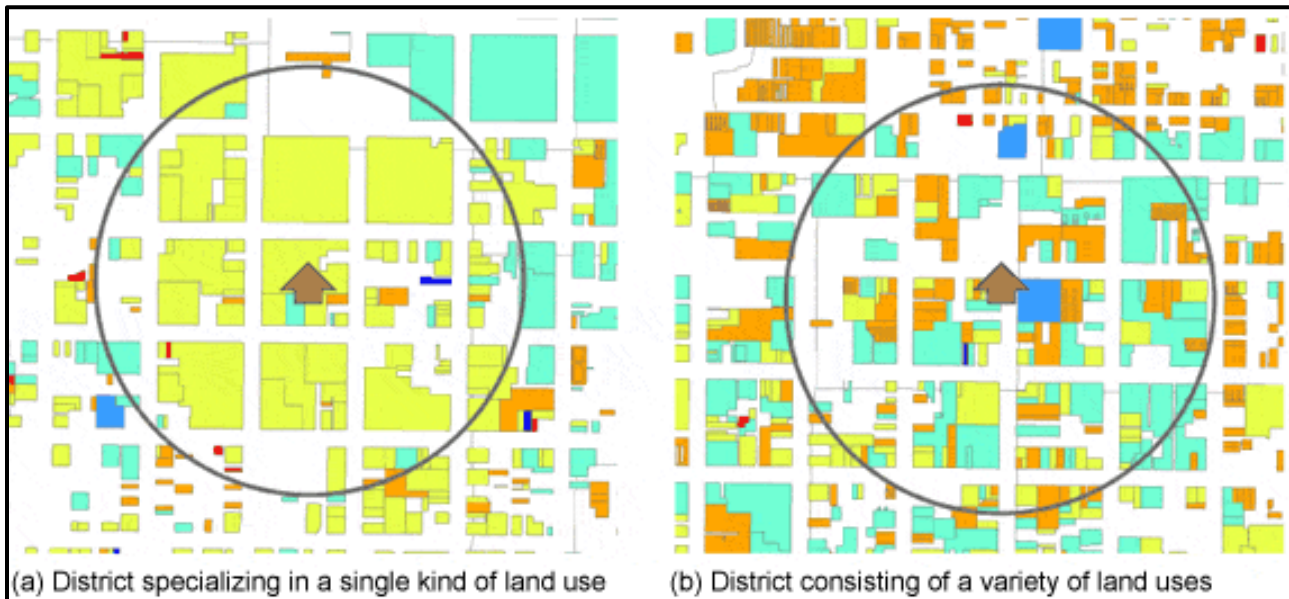 (a) District specializing in a single kind of land use
(b) District consisting of a variety of land uses